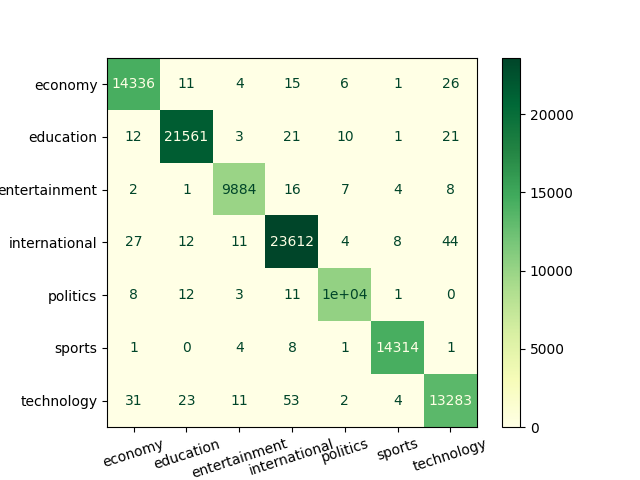 economy 14336 11 4 15 6 1 26
education 12 21561 3 21 10 1 21
entertainment 2 1 9884 16 7 4 8
international 27 12 11 23612 4 8 44
politics 8 12 3 11 1e+04 1 0
sports 1 0 4 8 1 14314 1
technology 31 23 11 53 2 4 13283
economy education entertainment international politics sports technology
20000
15000
10000
5000
0